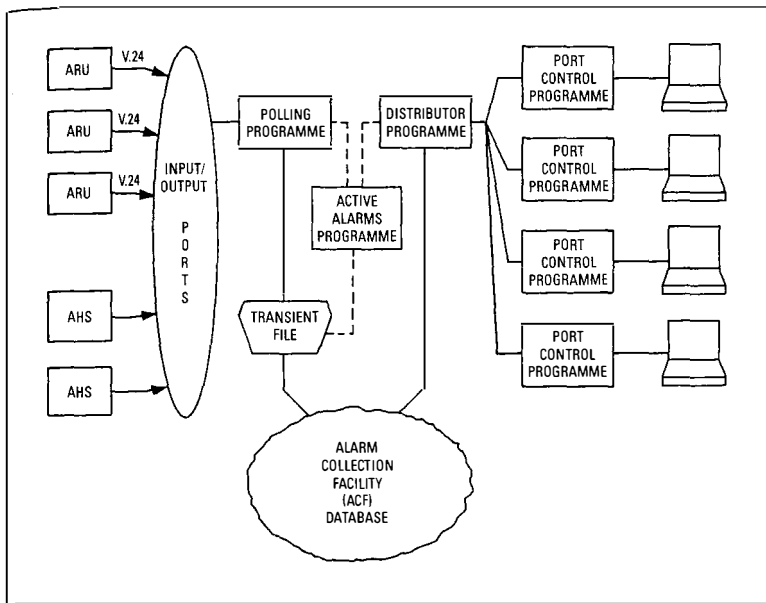 ARU
V.24
ARU
V.24
ARU
V.24
AHS
AHS
INPUT/
OUTPUT
P
O
R
T
S
POLLING
PROGRAMME
DISTRIBUTOR
PROGRAMME
ACTIVE
ALARMS
PROGRAMME
TRANSIENT
FILE
ALARM
COLLECTION
FACILITY
(ACF)
DATABASE
PORT
CONTROL
PROGRAMME
PORT
CONTROL
PROGRAMME
PORT
CONTROL
PROGRAMME
PORT
CONTROL
PROGRAMME